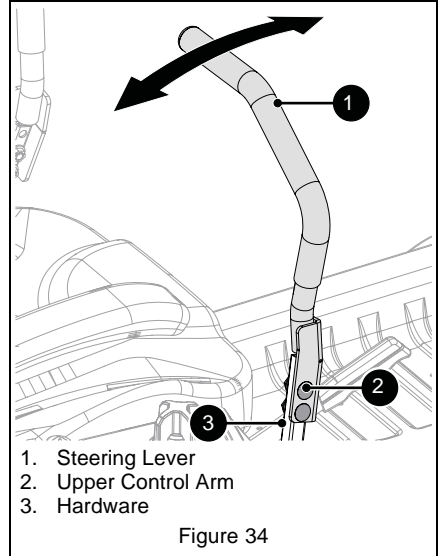 1
2
3
1. Steering Lever
2. Upper Control Arm
3. Hardware
Figure 34